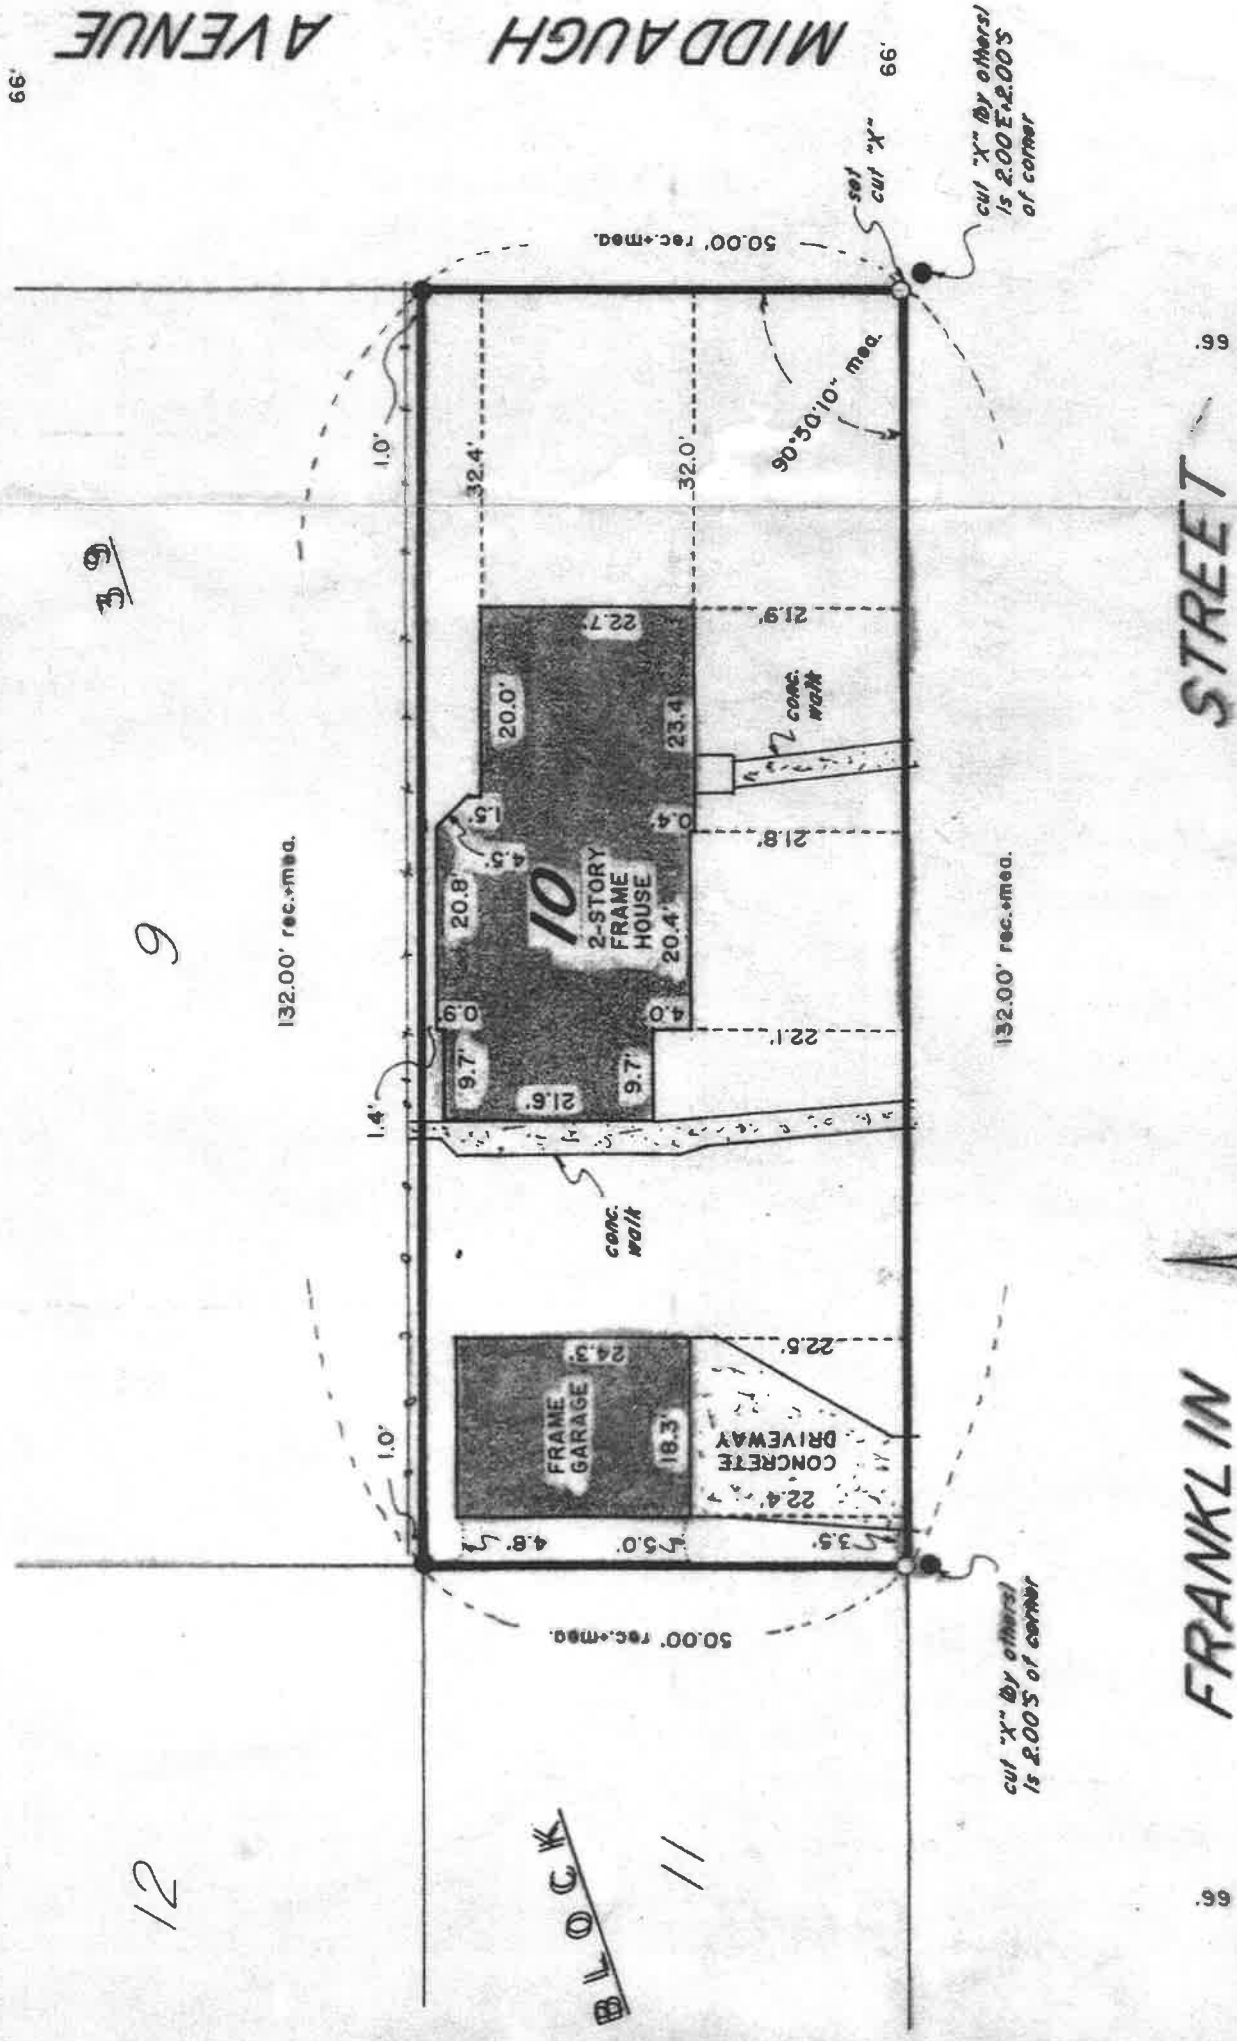 MIDDAUGH
AVENUE
66'
66'
39
9
12
BLOCK
11
132.00' rec.+mea.
1.0'
1.4'
1.0'
50.00' rec.+mea.
set
cut "X"
cut "X" (by others)
is 2.00'E.+2.00'S
of corner
90°30'10" mea.
32.4'
32.0'
22.7'
20.0'
23.4'
21.9'
conc.
walk
1.5'
4.5'
0.4'
21.8'
10
2-STORY
FRAME
HOUSE
20.8'
20.4'
0.9'
4.0'
22.1'
9.7'
21.6'
9.7'
conc.
walk
24.3'
FRAME
GARAGE
18.3'
22.5'
CONCRETE
DRIVEWAY
22.4'
4.8'
5.0'
3.5'
50.00' rec.+mea.
132.00' rec.+mea.
cut "X" (by others)
is 2.00'S of corner
66'
66'
FRANKLIN
STREET